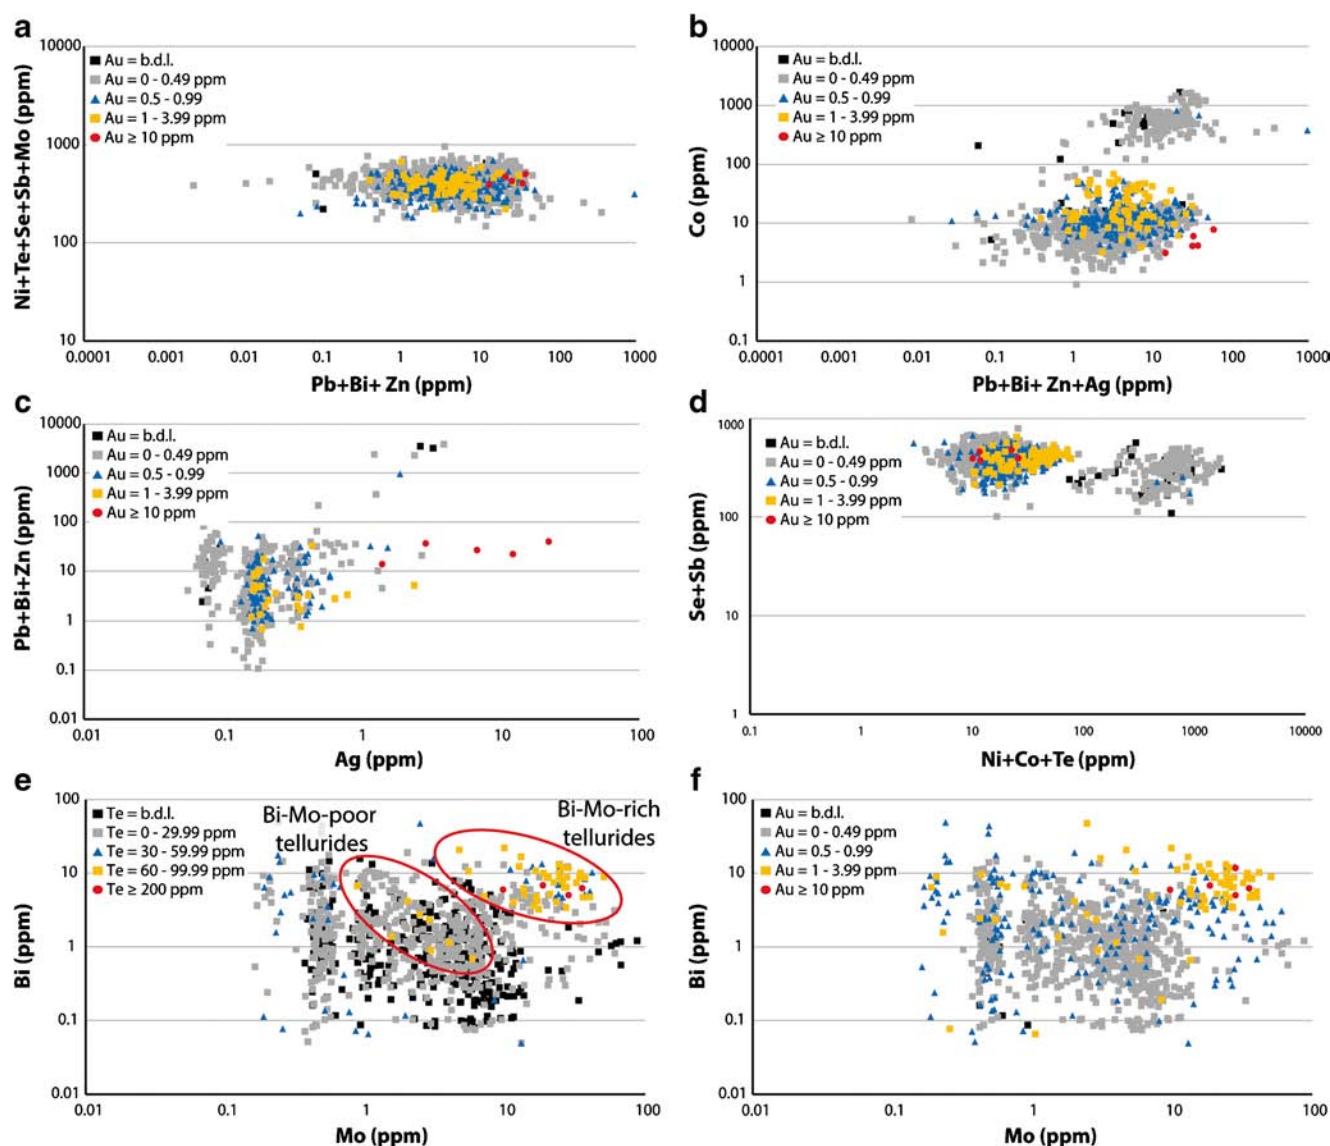 a
10000
1000
100
10
Ni+Te+Se+Sb+Mo (ppm)
Au = b.d.l.
Au = 0 - 0.49 ppm
Au = 0.5 - 0.99
Au = 1 - 3.99 ppm
Au ≥ 10 ppm
0.0001 0.001 0.01 0.1 1 10 100 1000
Pb+Bi+ Zn (ppm)
b
10000
1000
100
10
1
0.1
Co (ppm)
Au = b.d.l.
Au = 0 - 0.49 ppm
Au = 0.5 - 0.99
Au = 1 - 3.99 ppm
Au ≥ 10 ppm
0.0001 0.001 0.01 0.1 1 10 100 1000
Pb+Bi+ Zn+Ag (ppm)
c
10000
1000
100
10
1
0.1
0.01
Pb+Bi+Zn (ppm)
Au = b.d.l.
Au = 0 - 0.49 ppm
Au = 0.5 - 0.99
Au = 1 - 3.99 ppm
Au ≥ 10 ppm
0.01 0.1 1 10 100
Ag (ppm)
d
1000
100
10
1
Se+Sb (ppm)
Au = b.d.l.
Au = 0 - 0.49 ppm
Au = 0.5 - 0.99
Au = 1 - 3.99 ppm
Au ≥ 10 ppm
0.1 1 10 100 1000 10000
Ni+Co+Te (ppm)
e
100
10
1
0.1
0.01
Bi (ppm)
Te = b.d.l.
Te = 0 - 29.99 ppm
Te = 30 - 59.99 ppm
Te = 60 - 99.99 ppm
Te ≥ 200 ppm
Bi-Mo-poor
tellurides
Bi-Mo-rich
tellurides
0.01 0.1 1 10 100
Mo (ppm)
f
100
10
1
0.1
0.01
Bi (ppm)
Au = b.d.l.
Au = 0 - 0.49 ppm
Au = 0.5 - 0.99
Au = 1 - 3.99 ppm
Au ≥ 10 ppm
0.01 0.1 1 10 100
Mo (ppm)